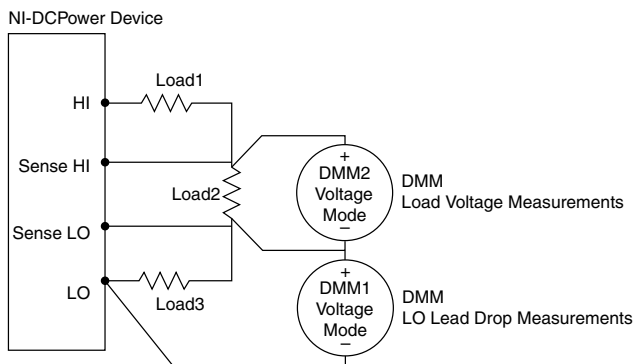 NI-DCPower Device
HI
Load1
Sense HI
Load2
Sense LO
LO
Load3
+
DMM2
Voltage
Mode
−
DMM
Load Voltage Measurements
+
DMM1
Voltage
Mode
−
DMM
LO Lead Drop Measurements